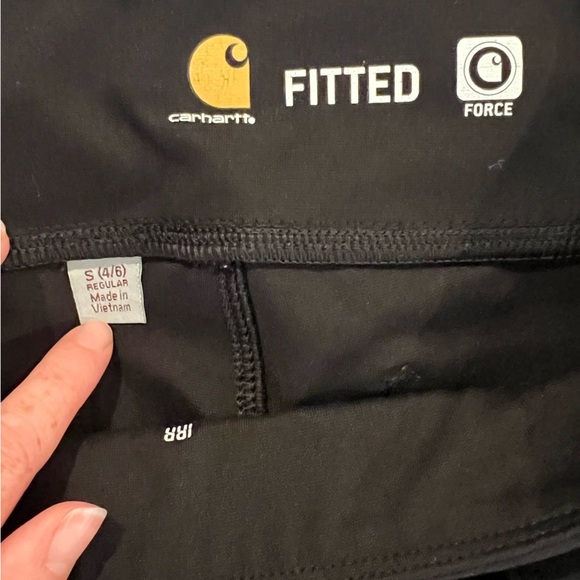 carhartt
FITTED
FORCE
S (4/6)
REGULAR
Made in
Vietnam
IRR